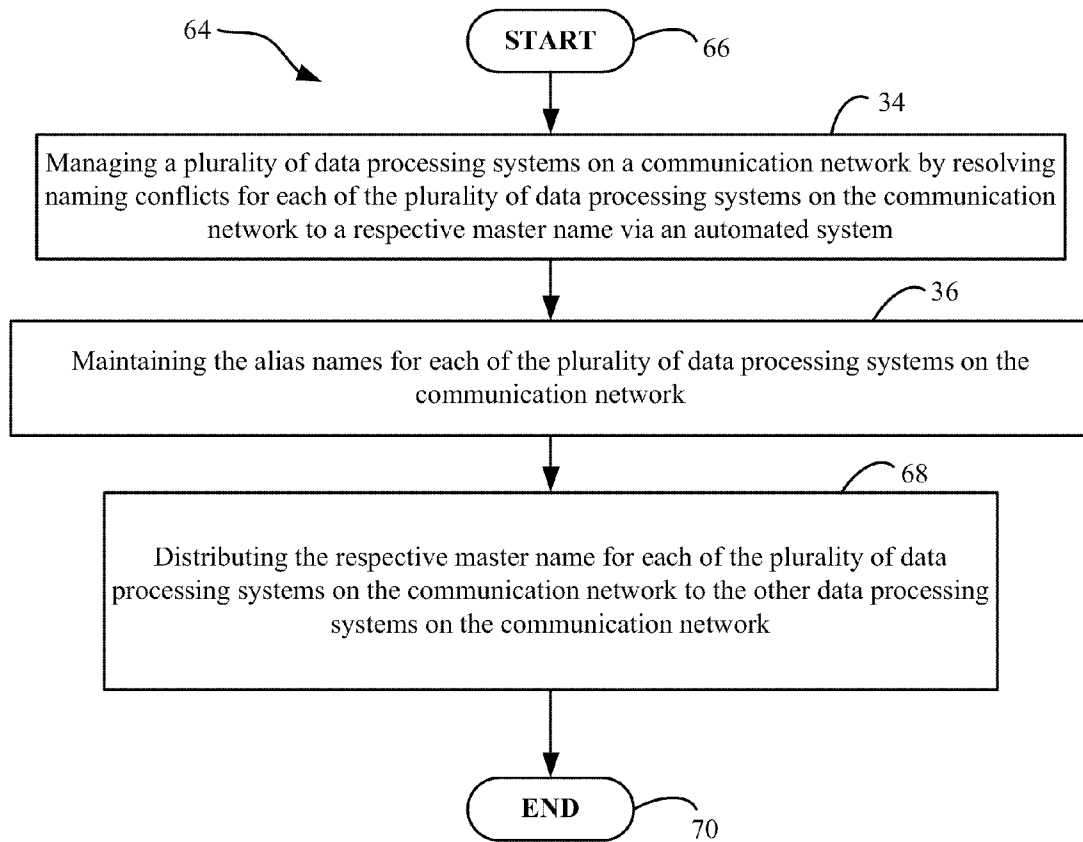 64
START
66
34
Managing a plurality of data processing systems on a communication network by resolving
naming conflicts for each of the plurality of data processing systems on the communication
network to a respective master name via an automated system
36
Maintaining the alias names for each of the plurality of data processing systems on the
communication network
68
Distributing the respective master name for each of the plurality of data
processing systems on the communication network to the other data processing
systems on the communication network
END
70